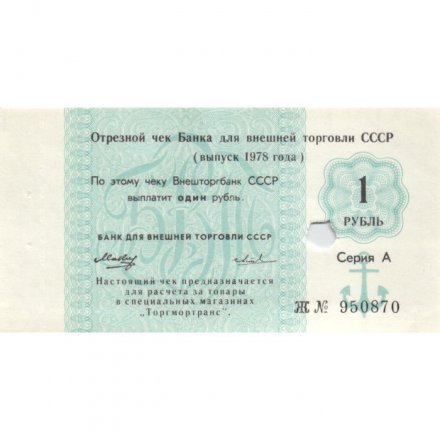 Отрезной чек Банка для внешней торговли СССР
( выпуск 1978 года )
По этому чеку Внешторгбанк СССР
выплатит один рубль.
1
РУБЛЬ
БАНК ДЛЯ ВНЕШНЕЙ ТОРГОВЛИ СССР
Серия А
Настоящий чек предназначается
для расчета за товары
в специальных магазинах
"Торгмортранс".
Ж № 950870